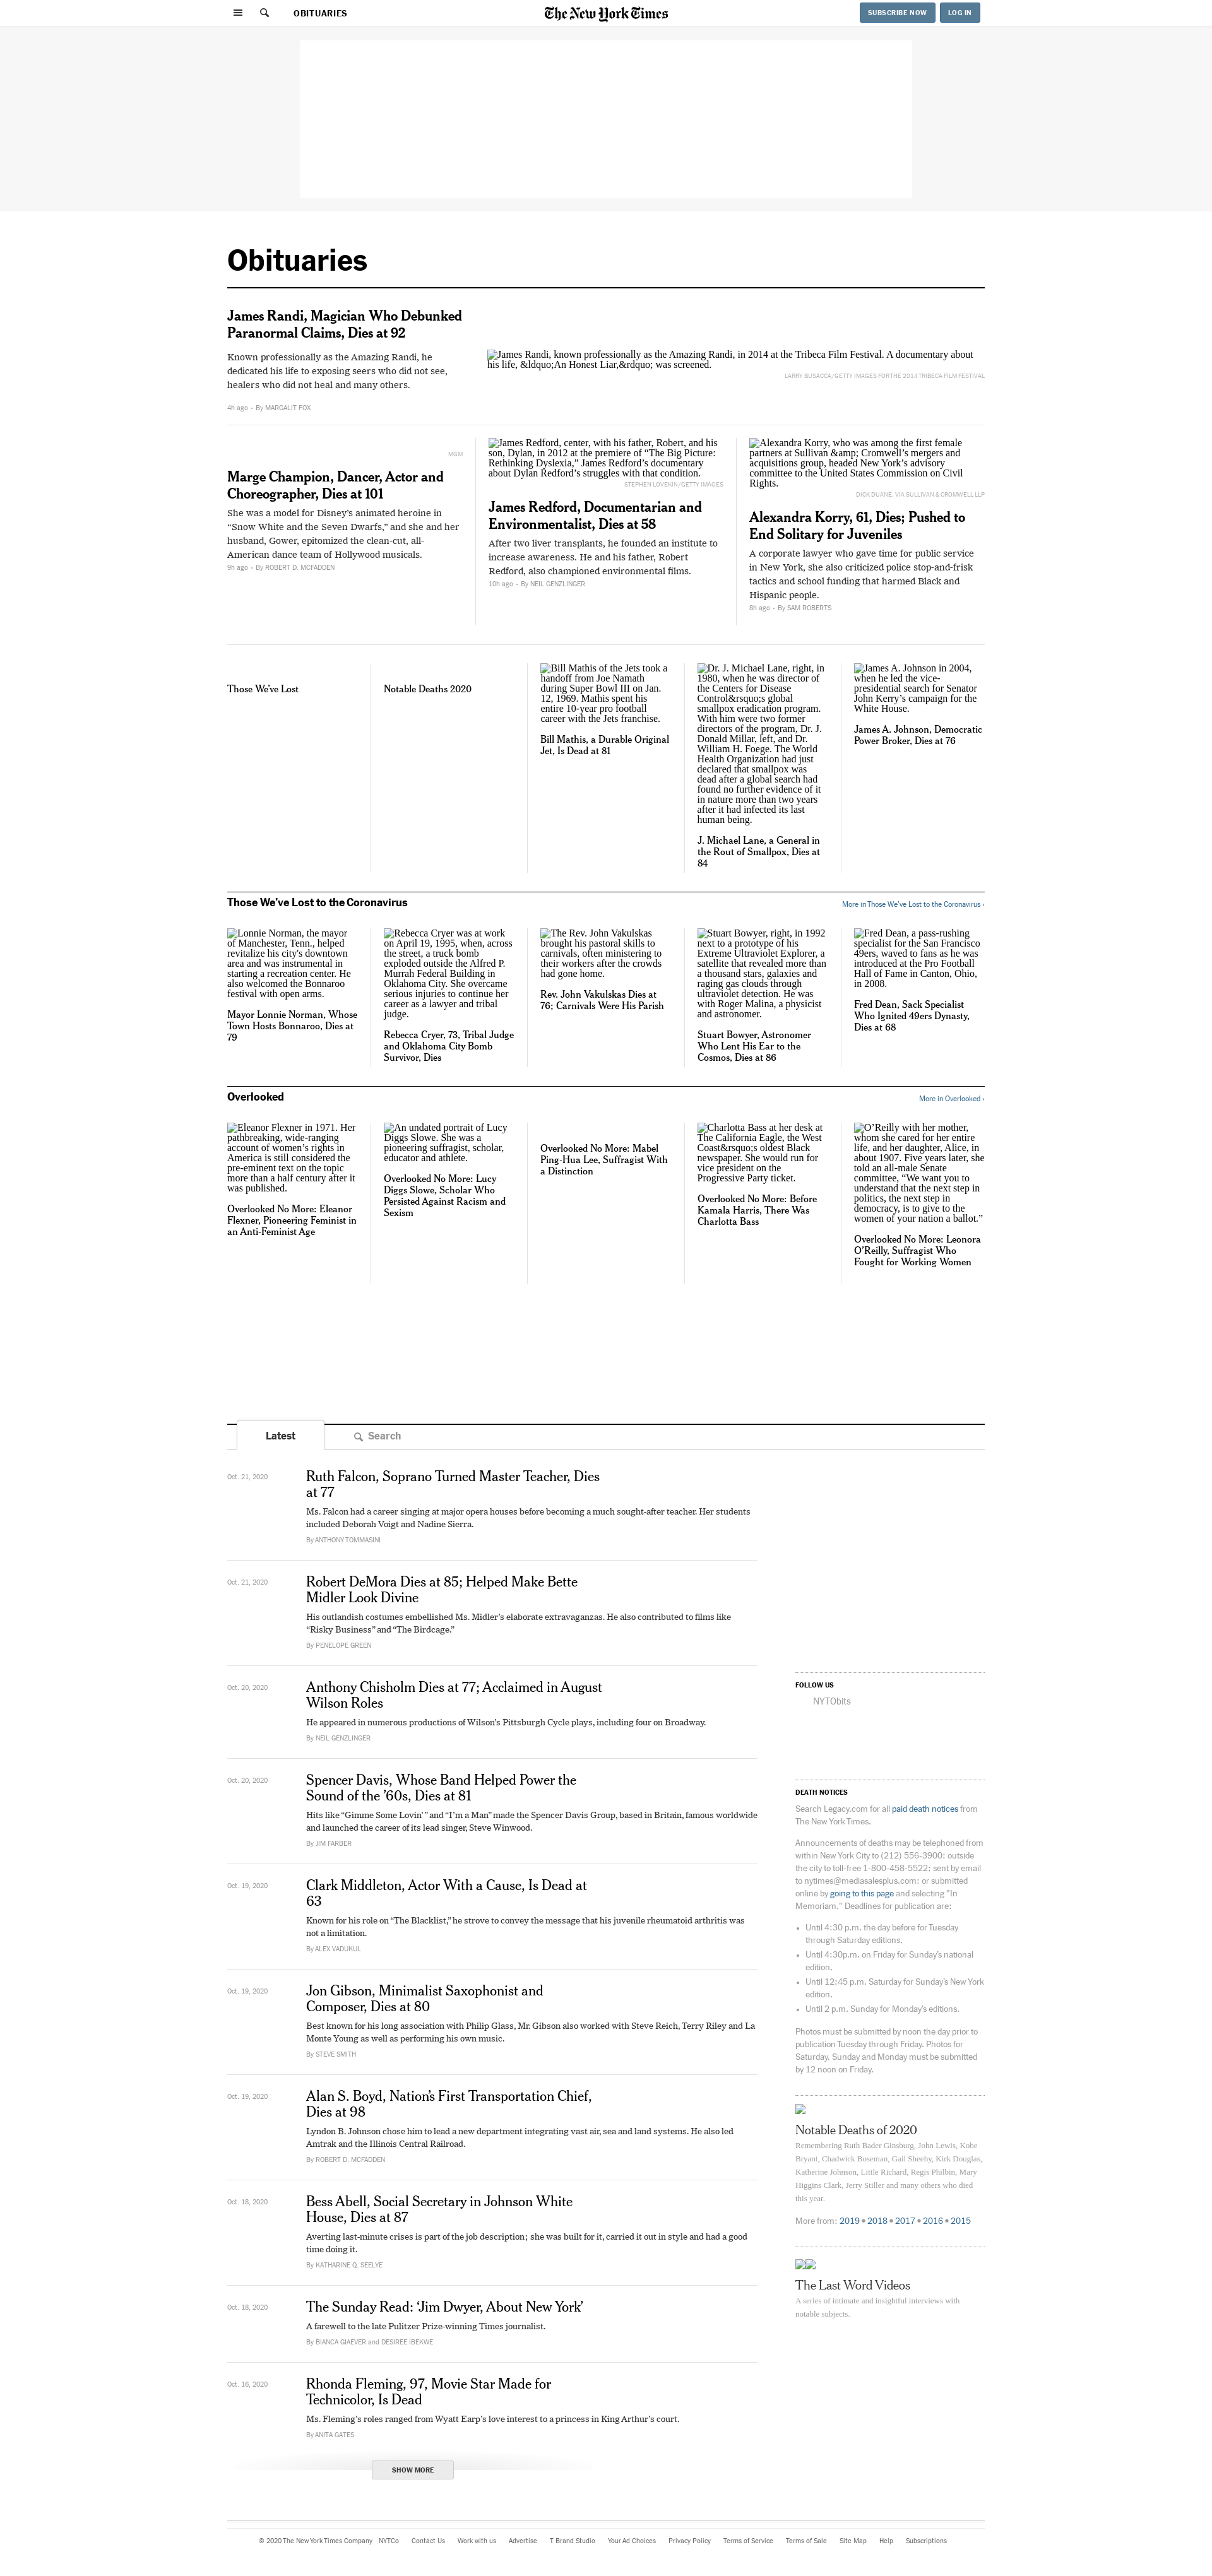 OBITUARIES
The New York Times
SUBSCRIBE NOW
LOG IN
Obituaries
James Randi, Magician Who Debunked
Paranormal Claims, Dies at 92
Known professionally as the Amazing Randi, he
dedicated his life to exposing seers who did not see,
healers who did not heal and many others.
4h ago • By MARGALIT FOX
James Randi, known professionally as the Amazing Randi, in 2014 at the Tribeca Film Festival. A documentary about
his life, &ldquo;An Honest Liar,&rdquo; was screened.
LARRY BUSACCA/GETTY IMAGES FOR THE 2014 TRIBECA FILM FESTIVAL
MGM
Marge Champion, Dancer, Actor and
Choreographer, Dies at 101
She was a model for Disney's animated heroine in
“Snow White and the Seven Dwarfs,” and she and her
husband, Gower, epitomized the clean-cut, all-
American dance team of Hollywood musicals.
9h ago • By ROBERT D. MCFADDEN
James Redford, center, with his father, Robert, and his
son, Dylan, in 2012 at the premiere of “The Big Picture:
Rethinking Dyslexia,” James Redford’s documentary
about Dylan Redford’s struggles with that condition.
STEPHEN LOVEKIN/GETTY IMAGES
James Redford, Documentarian and
Environmentalist, Dies at 58
After two liver transplants, he founded an institute to
increase awareness. He and his father, Robert
Redford, also championed environmental films.
10h ago • By NEIL GENZLINGER
Alexandra Korry, who was among the first female
partners at Sullivan &amp; Cromwell’s mergers and
acquisitions group, headed New York’s advisory
committee to the United States Commission on Civil
Rights.
DICK DUANE, VIA SULLIVAN & CROMWELL LLP
Alexandra Korry, 61, Dies; Pushed to
End Solitary for Juveniles
A corporate lawyer who gave time for public service
in New York, she also criticized police stop-and-frisk
tactics and school funding that harmed Black and
Hispanic people.
8h ago • By SAM ROBERTS
Those We’ve Lost
Notable Deaths 2020
Bill Mathis of the Jets took a
handoff from Joe Namath
during Super Bowl III on Jan.
12, 1969. Mathis spent his
entire 10-year pro football
career with the Jets franchise.
Bill Mathis, a Durable Original
Jet, Is Dead at 81
Dr. J. Michael Lane, right, in
1980, when he was director of
the Centers for Disease
Control&rsquo;s global
smallpox eradication program.
With him were two former
directors of the program, Dr. J.
Donald Millar, left, and Dr.
William H. Foege. The World
Health Organization had just
declared that smallpox was
dead after a global search had
found no further evidence of it
in nature more than two years
after it had infected its last
human being.
J. Michael Lane, a General in
the Rout of Smallpox, Dies at
84
James A. Johnson in 2004,
when he led the vice-
presidential search for Senator
John Kerry’s campaign for the
White House.
James A. Johnson, Democratic
Power Broker, Dies at 76
Those We’ve Lost to the Coronavirus
More in Those We’ve Lost to the Coronavirus ›
Lonnie Norman, the mayor
of Manchester, Tenn., helped
revitalize his city's downtown
area and was instrumental in
starting a recreation center. He
also welcomed the Bonnaroo
festival with open arms.
Mayor Lonnie Norman, Whose
Town Hosts Bonnaroo, Dies at
79
Rebecca Cryer was at work
on April 19, 1995, when, across
the street, a truck bomb
exploded outside the Alfred P.
Murrah Federal Building in
Oklahoma City. She overcame
serious injuries to continue her
career as a lawyer and tribal
judge.
Rebecca Cryer, 73, Tribal Judge
and Oklahoma City Bomb
Survivor, Dies
The Rev. John Vakulskas
brought his pastoral skills to
carnivals, often ministering to
their workers after the crowds
had gone home.
Rev. John Vakulskas Dies at
76; Carnivals Were His Parish
Stuart Bowyer, right, in 1992
next to a prototype of his
Extreme Ultraviolet Explorer, a
satellite that revealed more than
a thousand stars, galaxies and
raging gas clouds through
ultraviolet detection. He was
with Roger Malina, a physicist
and astronomer.
Stuart Bowyer, Astronomer
Who Lent His Ear to the
Cosmos, Dies at 86
Fred Dean, a pass-rushing
specialist for the San Francisco
49ers, waved to fans as he was
introduced at the Pro Football
Hall of Fame in Canton, Ohio,
in 2008.
Fred Dean, Sack Specialist
Who Ignited 49ers Dynasty,
Dies at 68
Overlooked
More in Overlooked ›
Eleanor Flexner in 1971. Her
pathbreaking, wide-ranging
account of women’s rights in
America is still considered the
pre-eminent text on the topic
more than a half century after it
was published.
Overlooked No More: Eleanor
Flexner, Pioneering Feminist in
an Anti-Feminist Age
An undated portrait of Lucy
Diggs Slowe. She was a
pioneering suffragist, scholar,
educator and athlete.
Overlooked No More: Lucy
Diggs Slowe, Scholar Who
Persisted Against Racism and
Sexism
Overlooked No More: Mabel
Ping-Hua Lee, Suffragist With
a Distinction
Charlotta Bass at her desk at
The California Eagle, the West
Coast&rsquo;s oldest Black
newspaper. She would run for
vice president on the
Progressive Party ticket.
Overlooked No More: Before
Kamala Harris, There Was
Charlotta Bass
O’Reilly with her mother,
whom she cared for her entire
life, and her daughter, Alice, in
about 1907. Five years later, she
told an all-male Senate
committee, “We want you to
understand that the next step in
politics, the next step in
democracy, is to give to the
women of your nation a ballot.”
Overlooked No More: Leonora
O’Reilly, Suffragist Who
Fought for Working Women
Latest
Search
Oct. 21, 2020
Ruth Falcon, Soprano Turned Master Teacher, Dies
at 77
Ms. Falcon had a career singing at major opera houses before becoming a much sought-after teacher. Her students
included Deborah Voigt and Nadine Sierra.
By ANTHONY TOMMASINI
Oct. 21, 2020
Robert DeMora Dies at 85; Helped Make Bette
Midler Look Divine
His outlandish costumes embellished Ms. Midler’s elaborate extravaganzas. He also contributed to films like
“Risky Business” and “The Birdcage.”
By PENELOPE GREEN
Oct. 20, 2020
Anthony Chisholm Dies at 77; Acclaimed in August
Wilson Roles
He appeared in numerous productions of Wilson’s Pittsburgh Cycle plays, including four on Broadway.
By NEIL GENZLINGER
Oct. 20, 2020
Spencer Davis, Whose Band Helped Power the
Sound of the ’60s, Dies at 81
Hits like “Gimme Some Lovin’ ” and “I’m a Man” made the Spencer Davis Group, based in Britain, famous worldwide
and launched the career of its lead singer, Steve Winwood.
By JIM FARBER
Oct. 19, 2020
Clark Middleton, Actor With a Cause, Is Dead at
63
Known for his role on “The Blacklist,” he strove to convey the message that his juvenile rheumatoid arthritis was
not a limitation.
By ALEX VADUKUL
Oct. 19, 2020
Jon Gibson, Minimalist Saxophonist and
Composer, Dies at 80
Best known for his long association with Philip Glass, Mr. Gibson also worked with Steve Reich, Terry Riley and La
Monte Young as well as performing his own music.
By STEVE SMITH
Oct. 19, 2020
Alan S. Boyd, Nation’s First Transportation Chief,
Dies at 98
Lyndon B. Johnson chose him to lead a new department integrating vast air, sea and land systems. He also led
Amtrak and the Illinois Central Railroad.
By ROBERT D. MCFADDEN
Oct. 18, 2020
Bess Abell, Social Secretary in Johnson White
House, Dies at 87
Averting last-minute crises is part of the job description; she was built for it, carried it out in style and had a good
time doing it.
By KATHARINE Q. SEELYE
Oct. 18, 2020
The Sunday Read: ‘Jim Dwyer, About New York’
A farewell to the late Pulitzer Prize-winning Times journalist.
By BIANCA GIAEVER and DESIREE IBEKWE
Oct. 16, 2020
Rhonda Fleming, 97, Movie Star Made for
Technicolor, Is Dead
Ms. Fleming’s roles ranged from Wyatt Earp’s love interest to a princess in King Arthur’s court.
By ANITA GATES
SHOW MORE
FOLLOW US
NYTObits
DEATH NOTICES
Search Legacy.com for all paid death notices from
The New York Times.
Announcements of deaths may be telephoned from
within New York City to (212) 556-3900; outside
the city to toll-free 1-800-458-5522; sent by email
to nytimes@mediasalesplus.com; or submitted
online by going to this page and selecting "In
Memoriam." Deadlines for publication are:
• Until 4:30 p.m. the day before for Tuesday
through Saturday editions.
• Until 4:30p.m. on Friday for Sunday’s national
edition.
• Until 12:45 p.m. Saturday for Sunday’s New York
edition.
• Until 2 p.m. Sunday for Monday’s editions.
Photos must be submitted by noon the day prior to
publication Tuesday through Friday. Photos for
Saturday, Sunday and Monday must be submitted
by 12 noon on Friday.
Notable Deaths of 2020
Remembering Ruth Bader Ginsburg, John Lewis, Kobe
Bryant, Chadwick Boseman, Gail Sheehy, Kirk Douglas,
Katherine Johnson, Little Richard, Regis Philbin, Mary
Higgins Clark, Jerry Stiller and many others who died
this year.
More from: 2019 • 2018 • 2017 • 2016 • 2015
The Last Word Videos
A series of intimate and insightful interviews with
notable subjects.
© 2020 The New York Times Company NYTCo Contact Us Work with us Advertise T Brand Studio Your Ad Choices Privacy Policy Terms of Service Terms of Sale Site Map Help Subscriptions